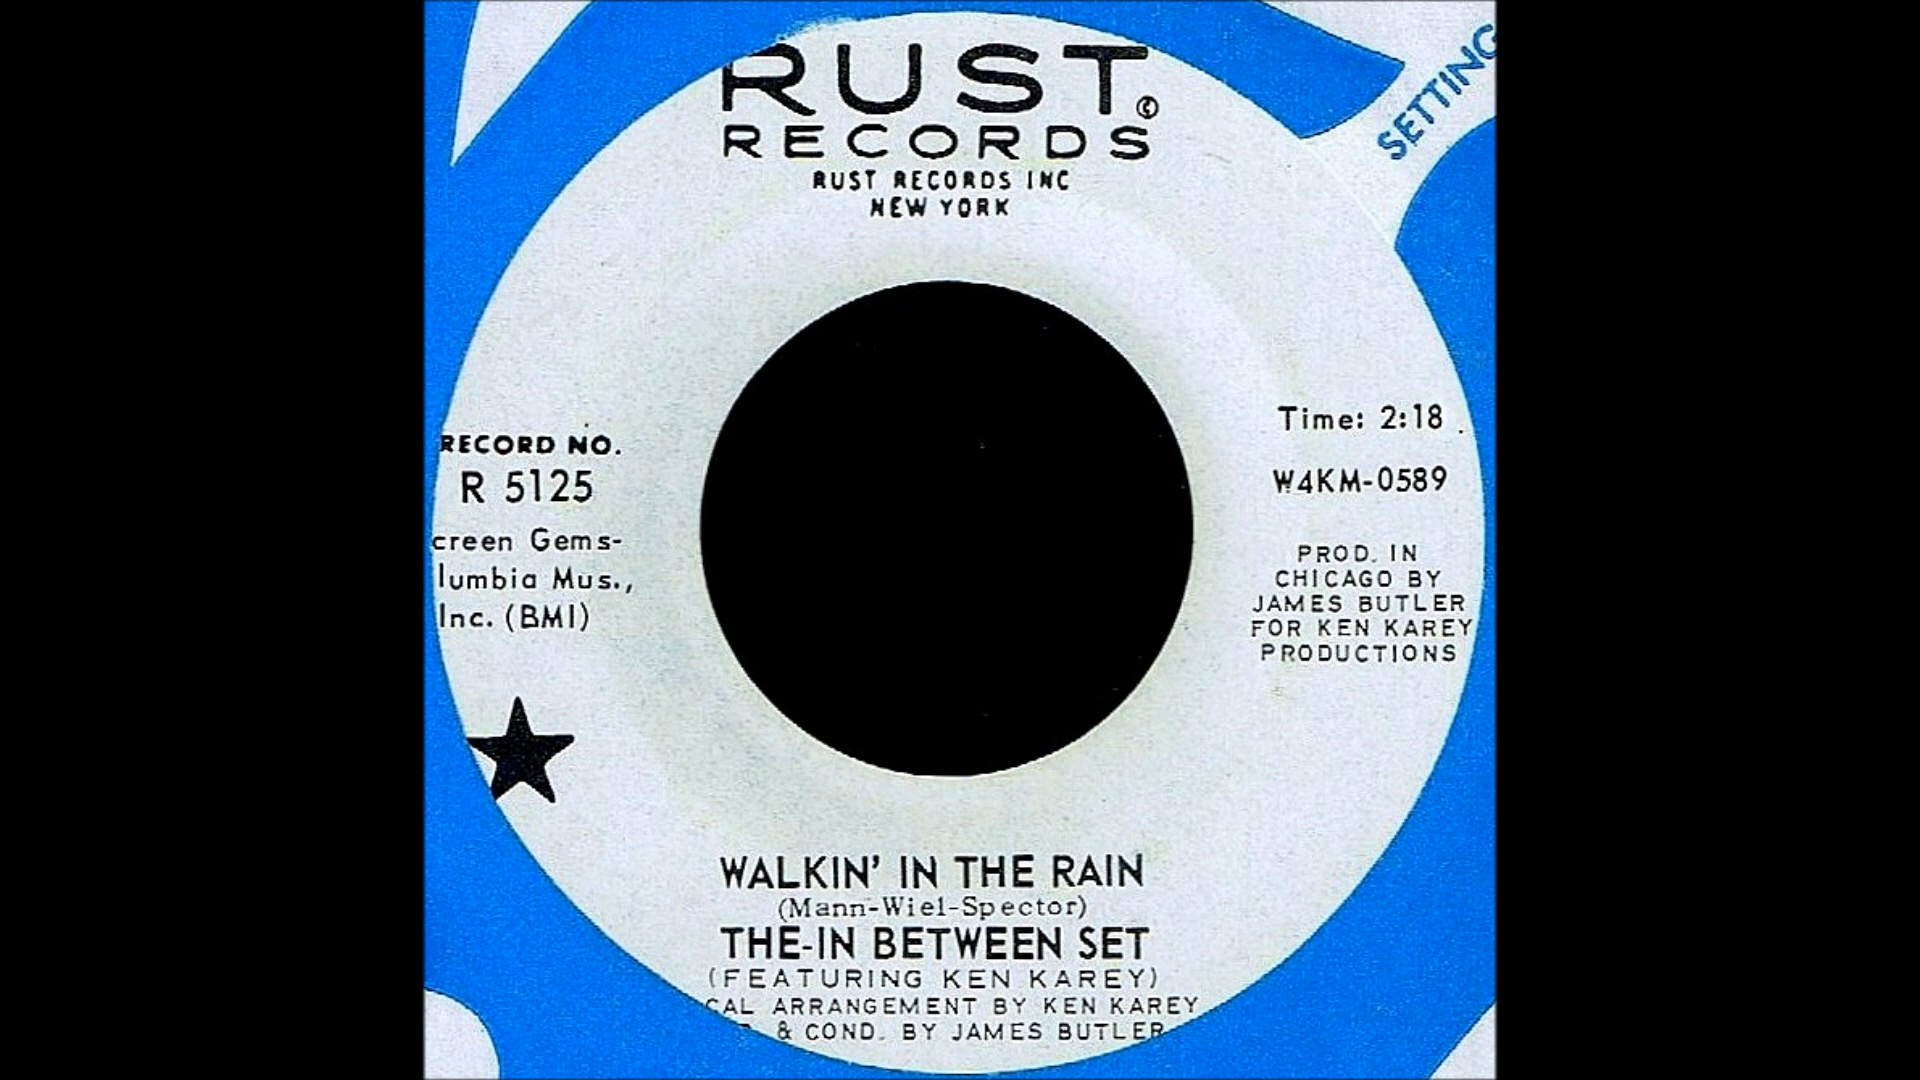 SETTING
RUST
RECORDS
RUST RECORDS INC
NEW YORK
RECORD NO.
R 5125
creen Gems-
lumbia Mus.,
Inc. (BMI)
Time: 2:18
W4KM-0589
PROD. IN
CHICAGO BY
JAMES BUTLER
FOR KEN KAREY
PRODUCTIONS
WALKIN' IN THE RAIN
(Mann-Wiel-Spector)
THE-IN BETWEEN SET
(FEATURING KEN KAREY)
CAL ARRANGEMENT BY KEN KAREY
& COND. BY JAMES BUTLER